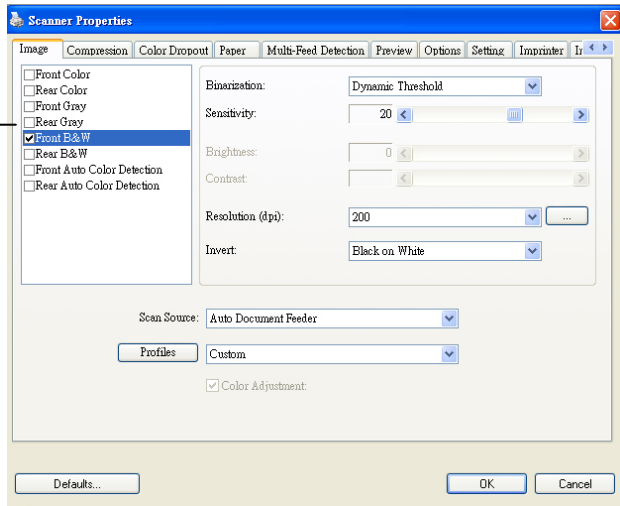 Scanner Properties
Image Compression Color Dropout Paper Multi-Feed Detection Preview Options Setting Imprinter
Front Color
Rear Color
Front Gray
Rear Gray
Front B&W
Rear B&W
Front Auto Color Detection
Rear Auto Color Detection
Binarization: Dynamic Threshold
Sensitivity: 20
Brightness: 0
Contrast:
Resolution (dpi): 200 ...
Invert: Black on White
Scan Source: Auto Document Feeder
Profiles Custom
Color Adjustment:
Defaults... OK Cancel